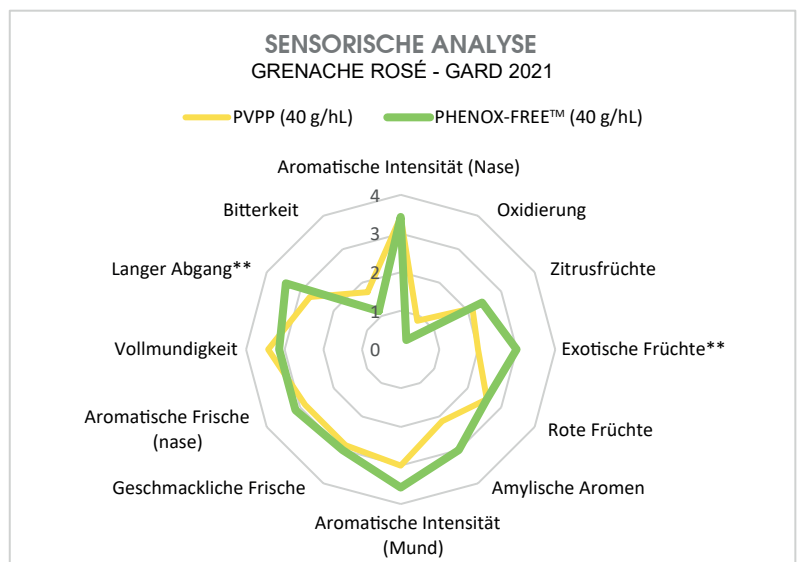 SENSORISCHE ANALYSE
GRENACHE ROSÉ - GARD 2021
PVPP (40 g/hL)
PHENOX-FREE™ (40 g/hL)
Aromatische Intensität (Nase)
Oxidierung
Zitrusfrüchte
Exotische Früchte**
Rote Früchte
Amylische Aromen
Aromatische Intensität
(Mund)
Geschmackliche Frische
Aromatische Frische
(nase)
Vollmundigkeit
Langer Abgang**
Bitterkeit
4
3
2
1
0